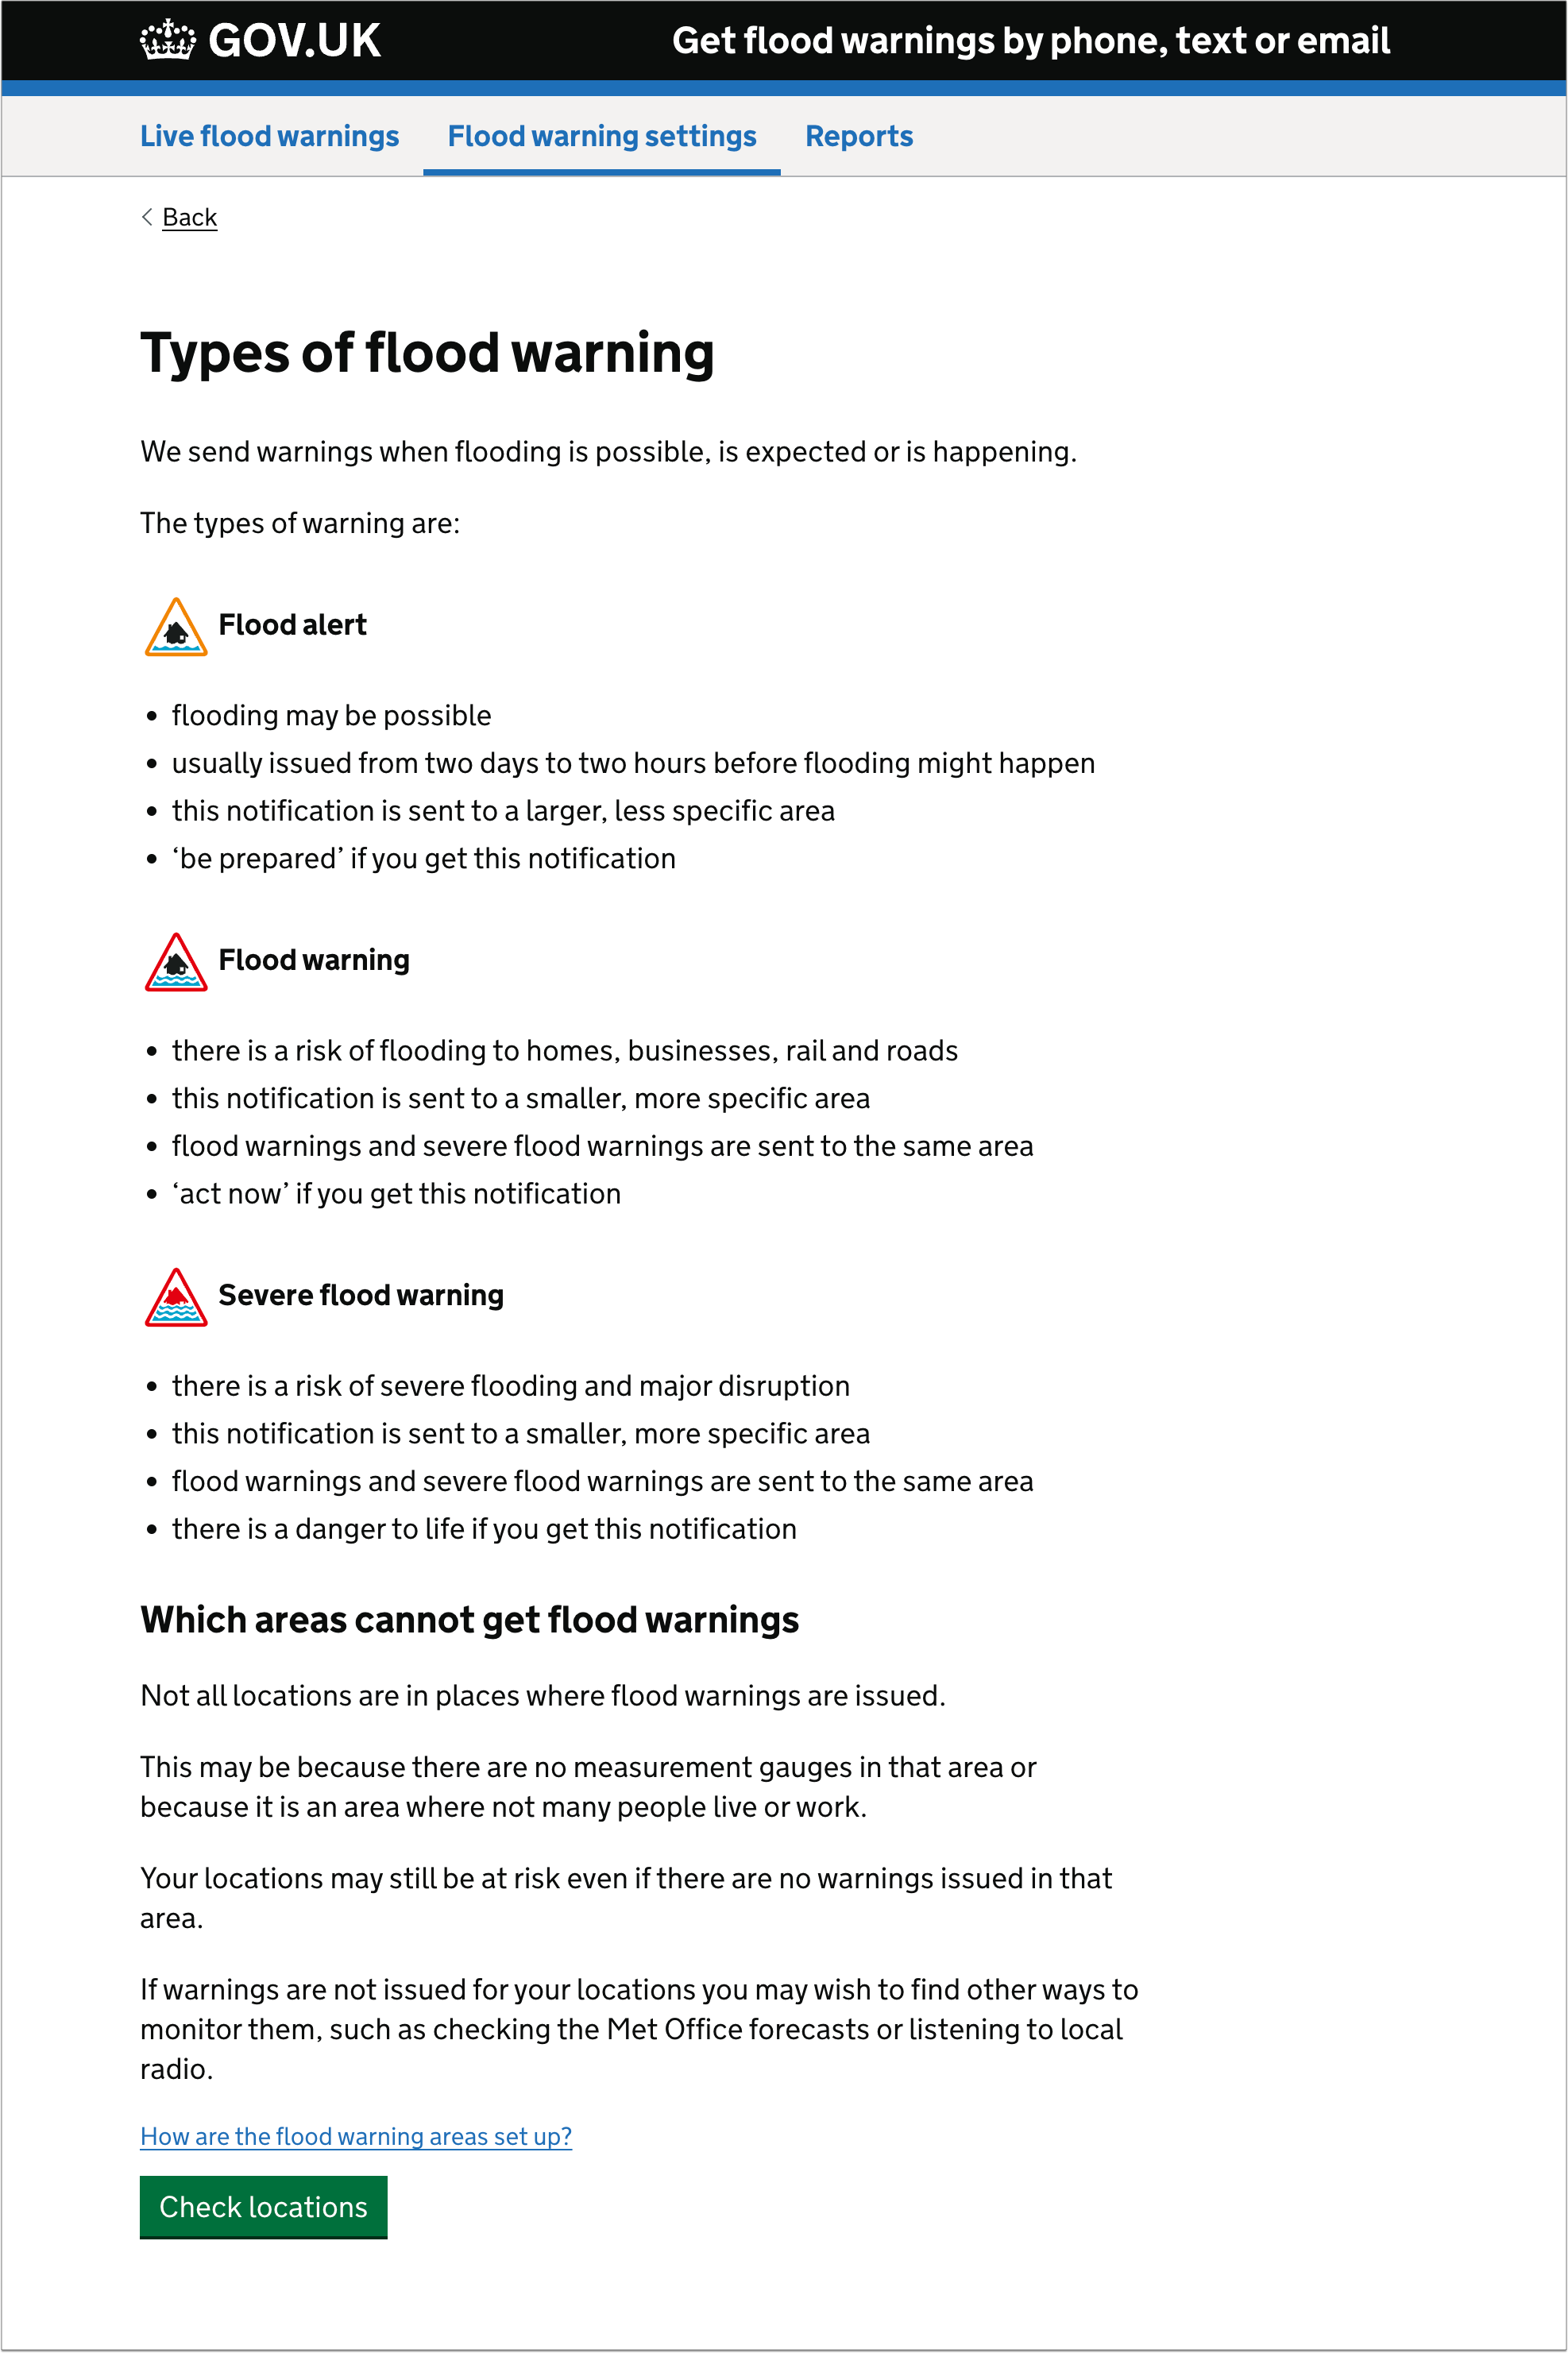 GOV.UK
Get flood warnings by phone, text or email
Live flood warnings
Flood warning settings
Reports
Back
Types of flood warning
We send warnings when flooding is possible, is expected or is happening.
The types of warning are:
Flood alert
• flooding may be possible
• usually issued from two days to two hours before flooding might happen
• this notification is sent to a larger, less specific area
• ‘be prepared’ if you get this notification
Flood warning
• there is a risk of flooding to homes, businesses, rail and roads
• this notification is sent to a smaller, more specific area
• flood warnings and severe flood warnings are sent to the same area
• ‘act now’ if you get this notification
Severe flood warning
• there is a risk of severe flooding and major disruption
• this notification is sent to a smaller, more specific area
• flood warnings and severe flood warnings are sent to the same area
• there is a danger to life if you get this notification
Which areas cannot get flood warnings
Not all locations are in places where flood warnings are issued.
This may be because there are no measurement gauges in that area or
because it is an area where not many people live or work.
Your locations may still be at risk even if there are no warnings issued in that
area.
If warnings are not issued for your locations you may wish to find other ways to
monitor them, such as checking the Met Office forecasts or listening to local
radio.
How are the flood warning areas set up?
Check locations